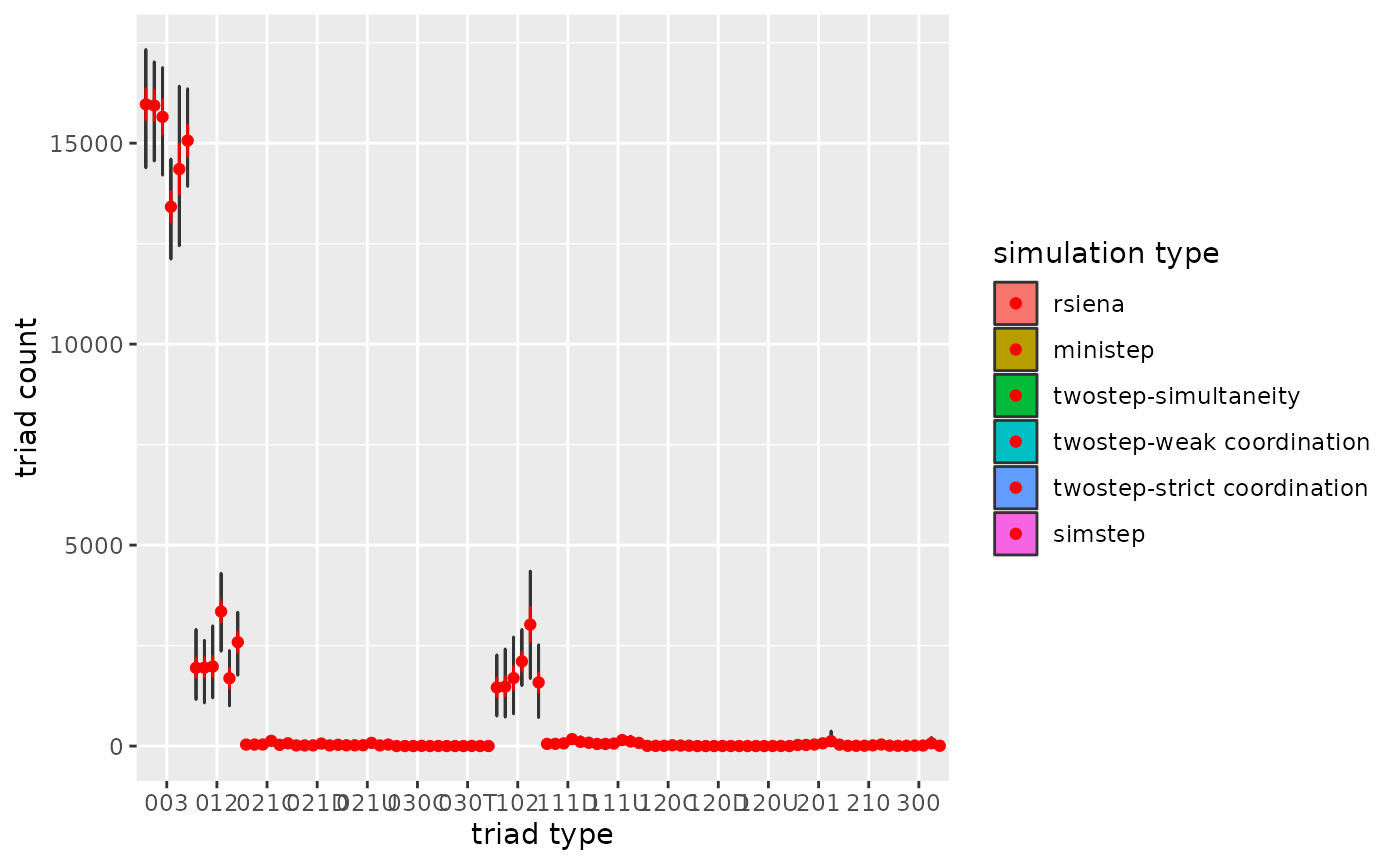 15000
10000
5000
0
triad count
003 012 021C 021D 021U 030C 030T 102 111D 111U 120C 120D 120U 201 210 300
triad type
simulation type
rsiena
ministep
twostep-simultaneity
twostep-weak coordination
twostep-strict coordination
simstep